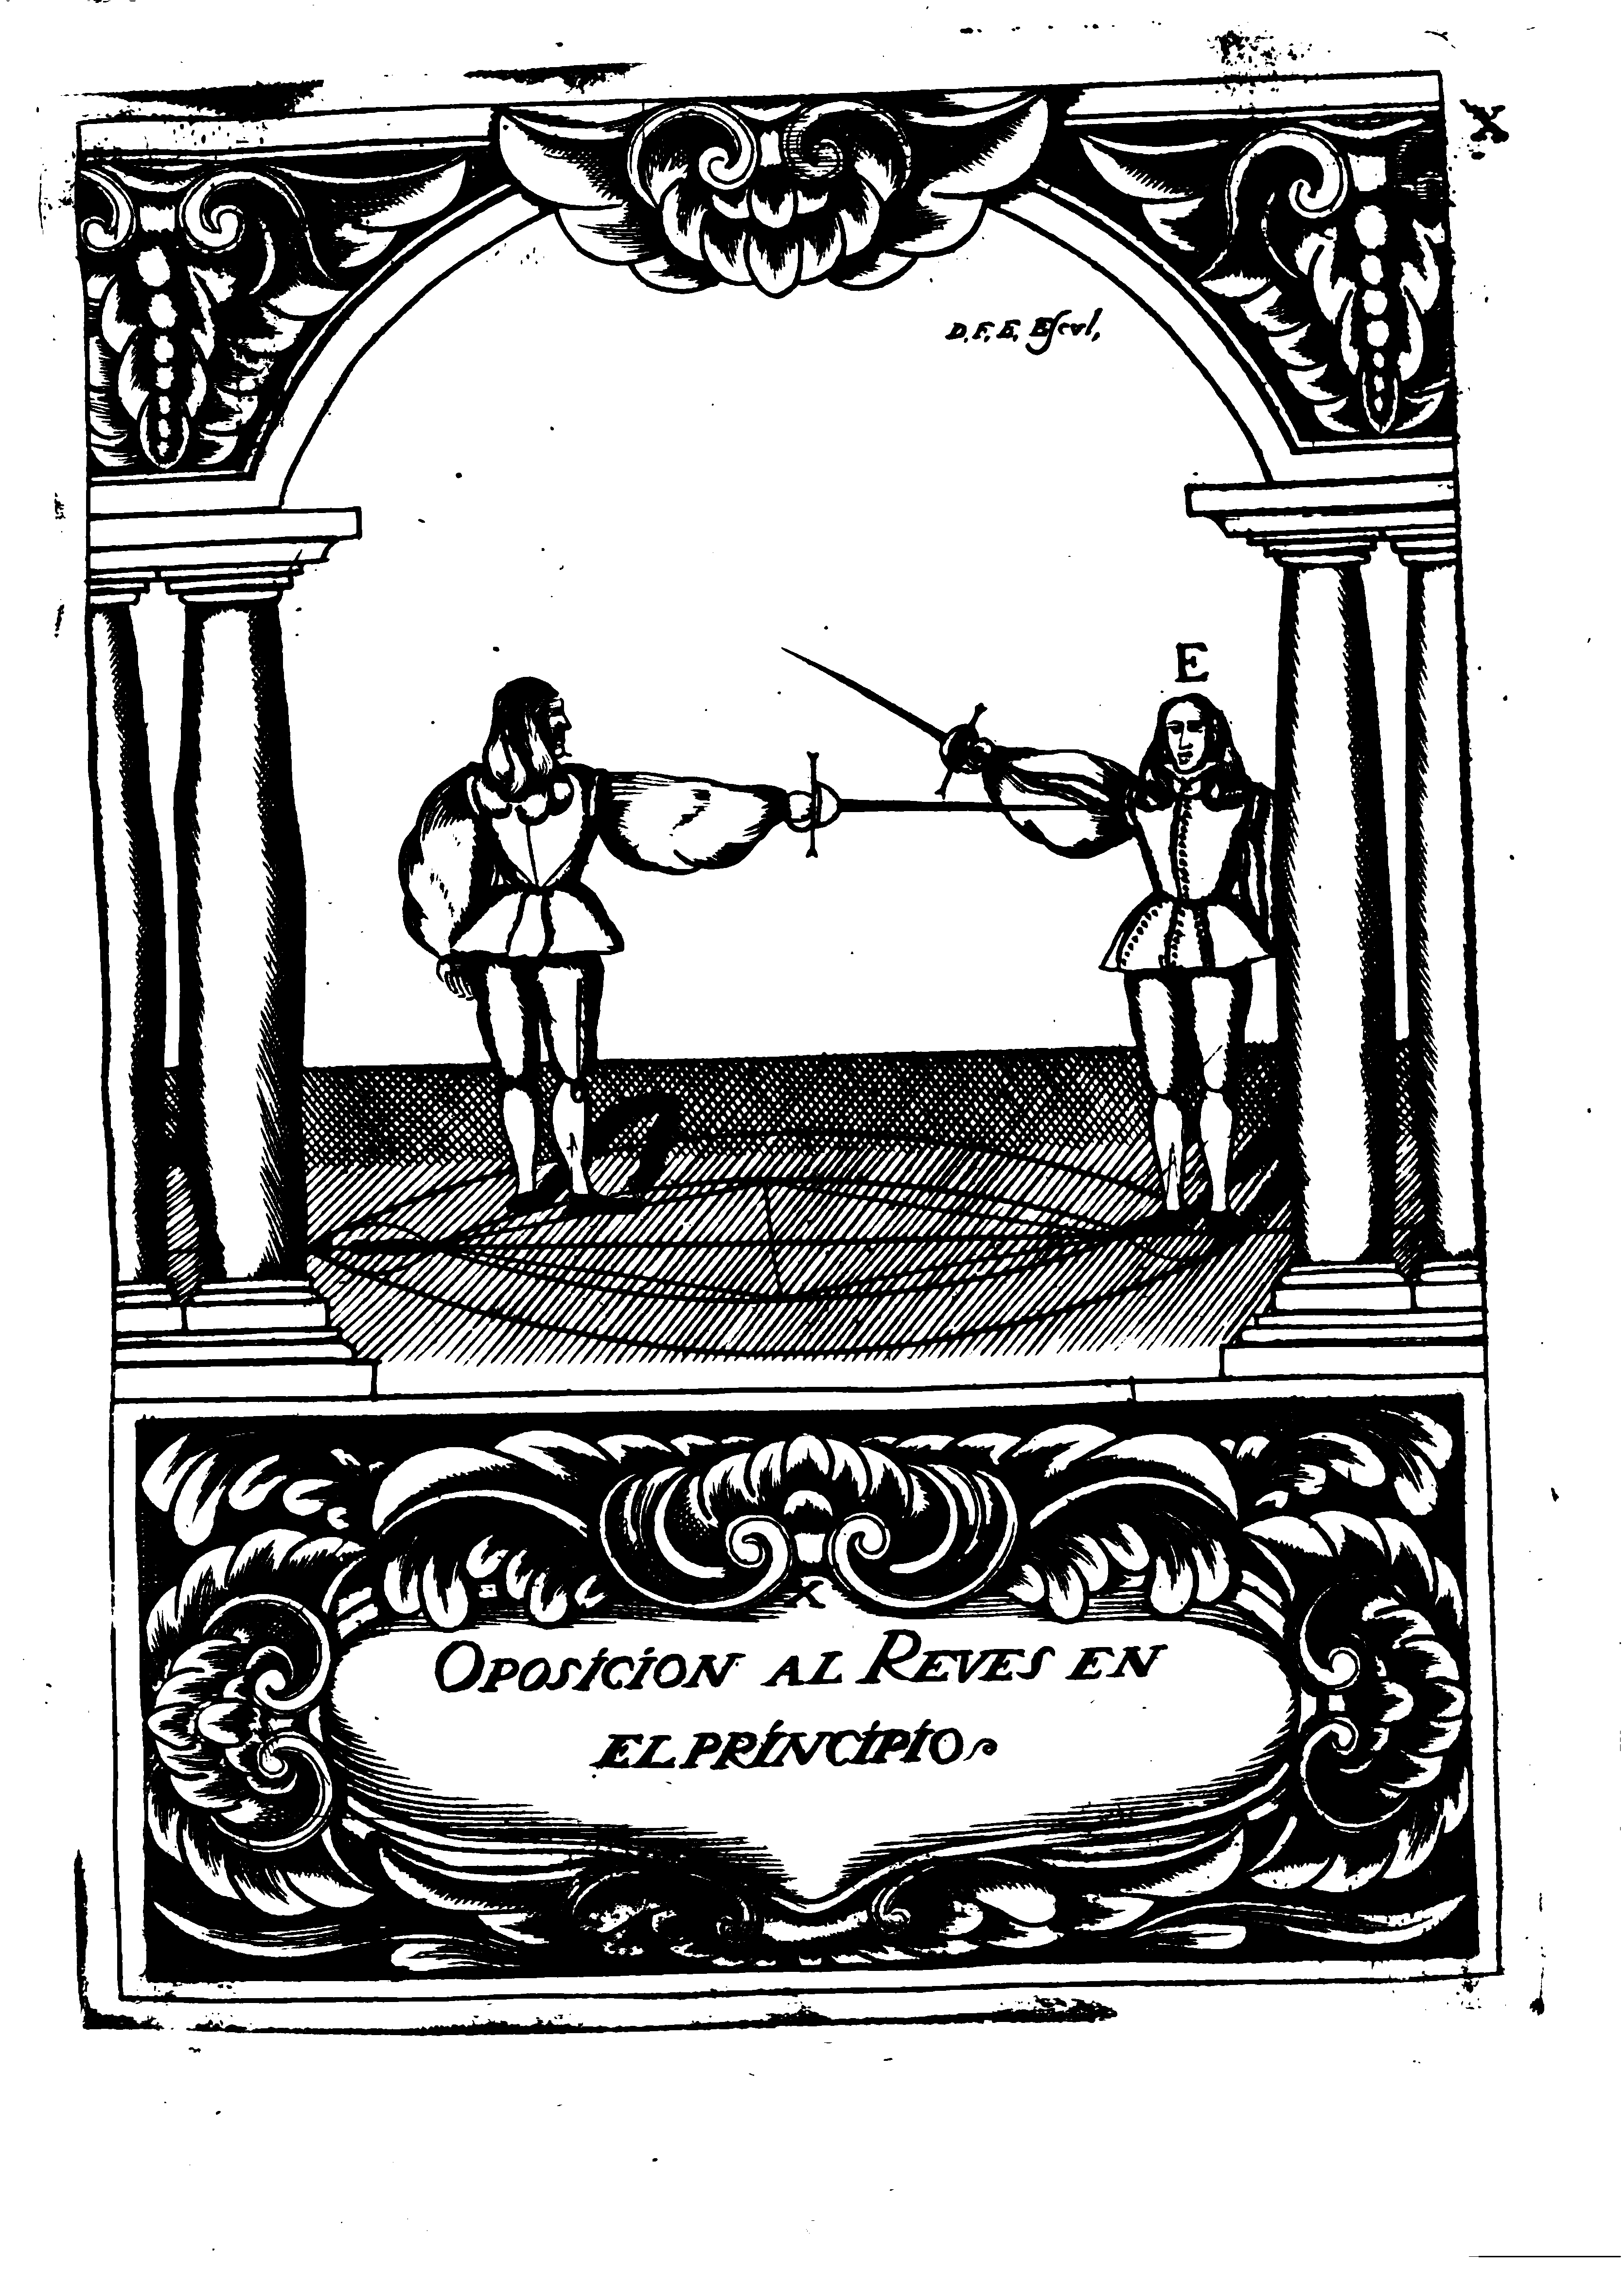 X
D. F. E. Eſcul,
E
A
X
OPOSICION AL REVES EN
EL PRINCIPIO